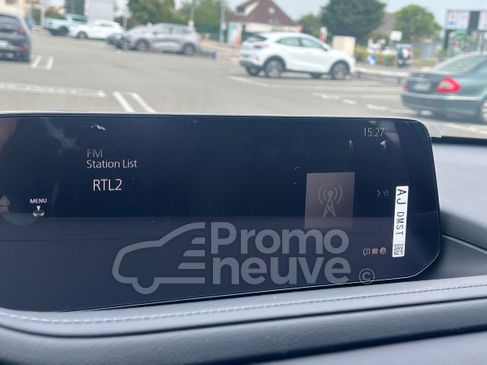 15:27
FM
Station List
RTL2
MENU
AJ DMST
Promo
neuve©